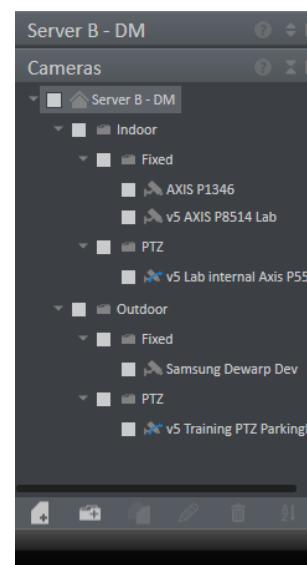 Server B - DM
Cameras
Server B - DM
Indoor
Fixed
AXIS P1346
v5 AXIS P8514 Lab
PTZ
v5 Lab internal Axis P55
Outdoor
Fixed
Samsung Dewarp Dev
PTZ
v5 Training PTZ Parking